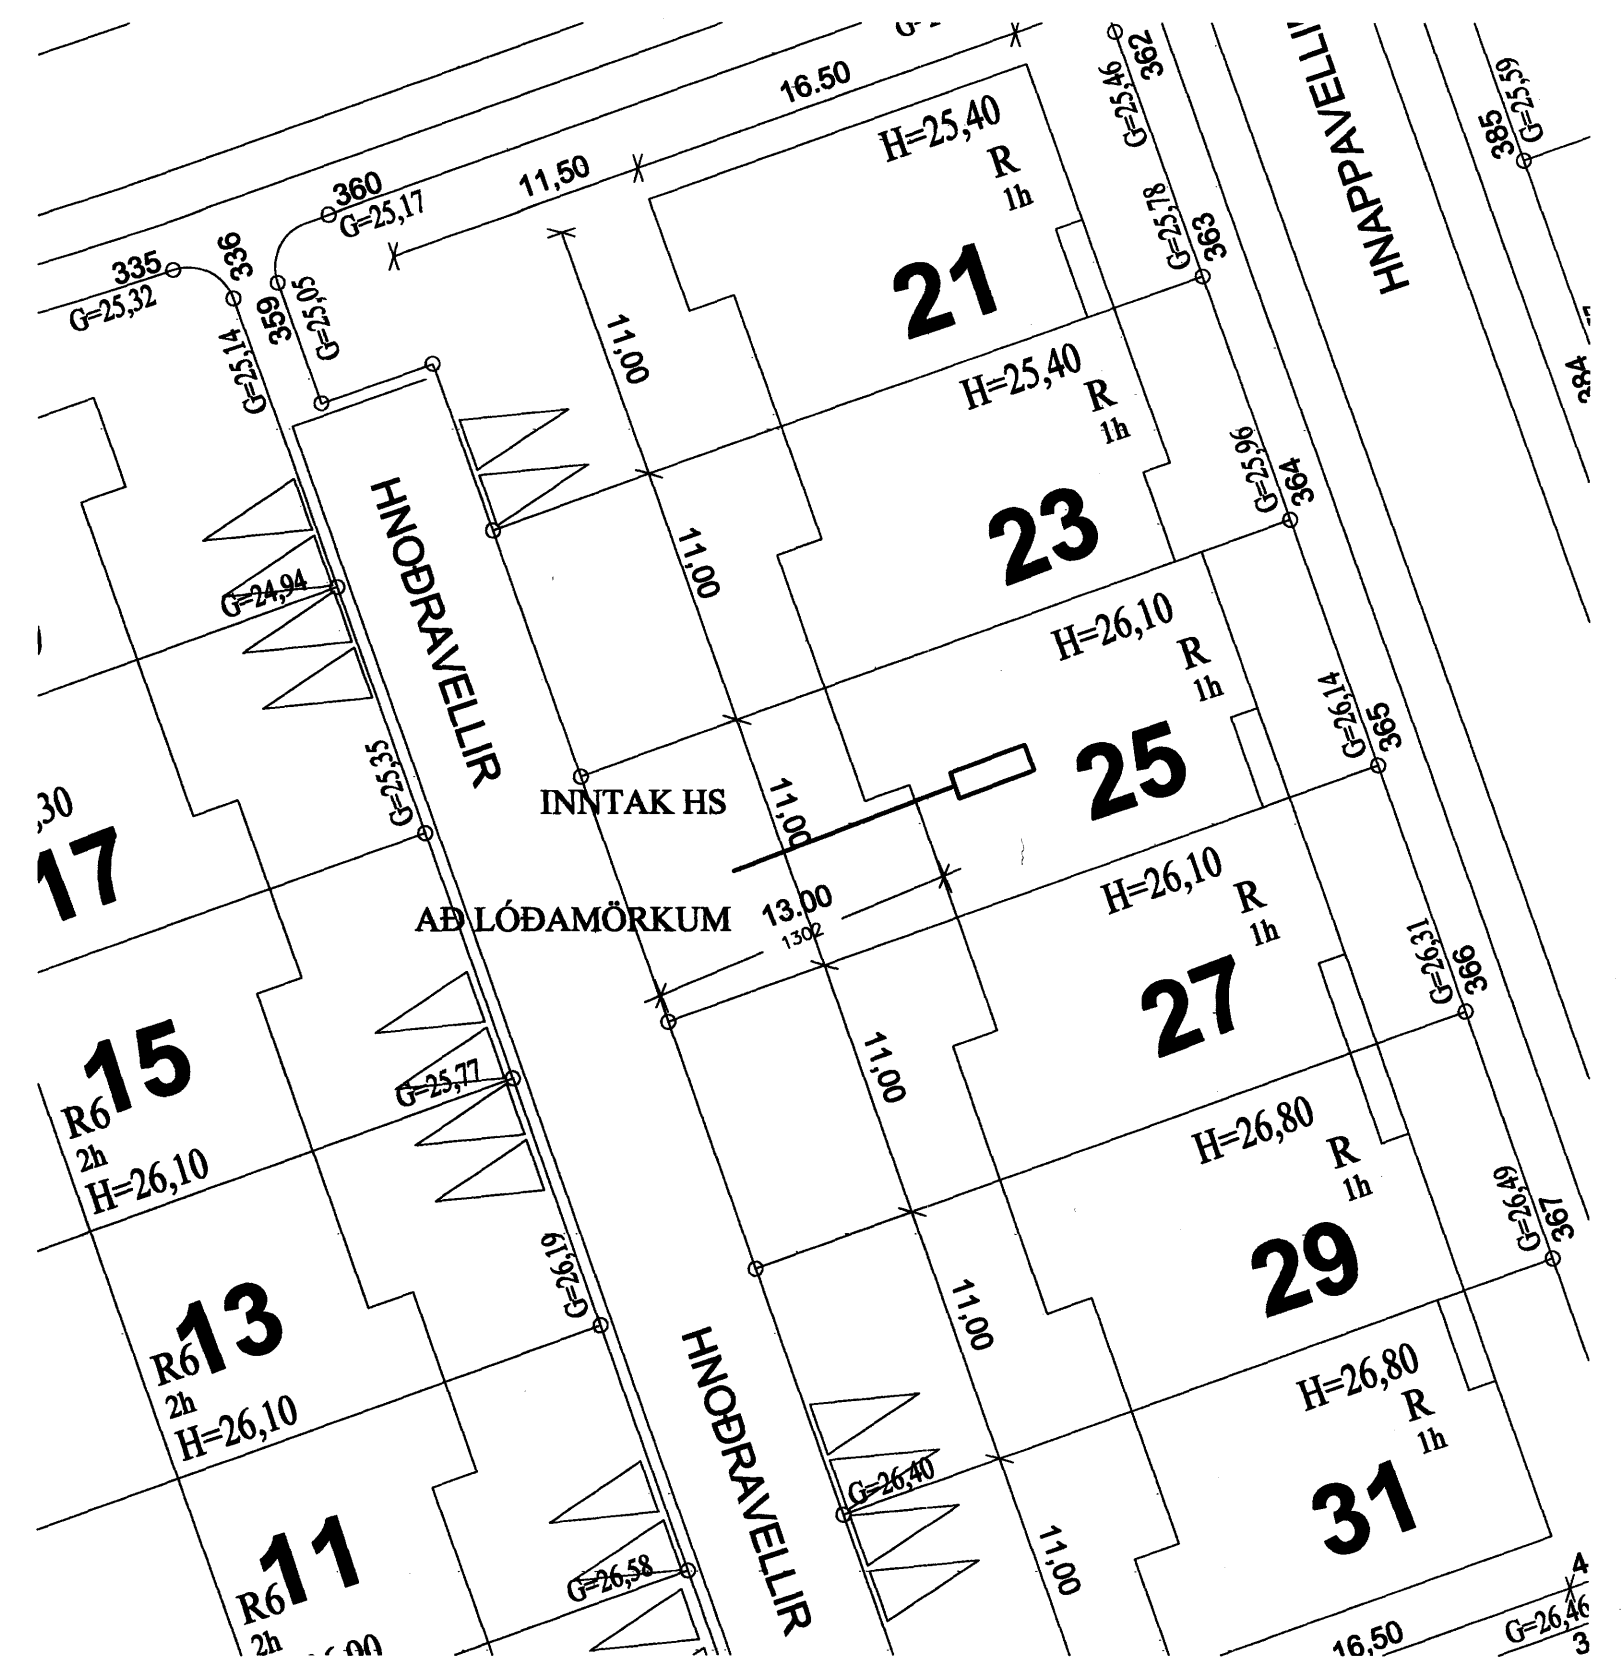 16.50
362
G=25,46
HNAPPAVELLI
G=25,59
385
H=25,40
R
1h
11,50
360
G=25,17
336
335
G=25,32
359
G=25,05
G=25,14
11,00
21
G=25,78
363
H=25,40
R
1h
284
HNOÐRAVELLIR
11,00
23
G=25,96
364
G=24,94
H=26,10
R
1h
G=26,14
365
25
INNTAK HS
11,00
G=25,35
,30
17
13.00
1302
AÐ LÓÐAMÖRKUM
H=26,10
R
1h
G=26,31
366
27
11,00
15
R6
2h
H=26,10
G=25,77
H=26,80
R
1h
G=26,49
367
29
11,00
G=26,19
13
R6
2h
H=26,10
HNOÐRAVELLIR
H=26,80
R
1h
31
G=26,40
11,00
11
R6
2h
G=26,58
16,50
4
G=26,46
3